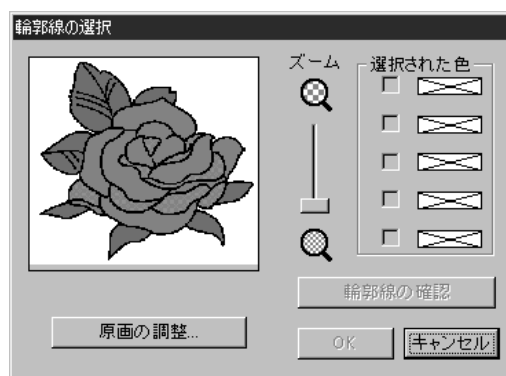 輪郭線の選択
ズーム
選択された色
輪郭線の確認
原画の調整...
OK
キャンセル